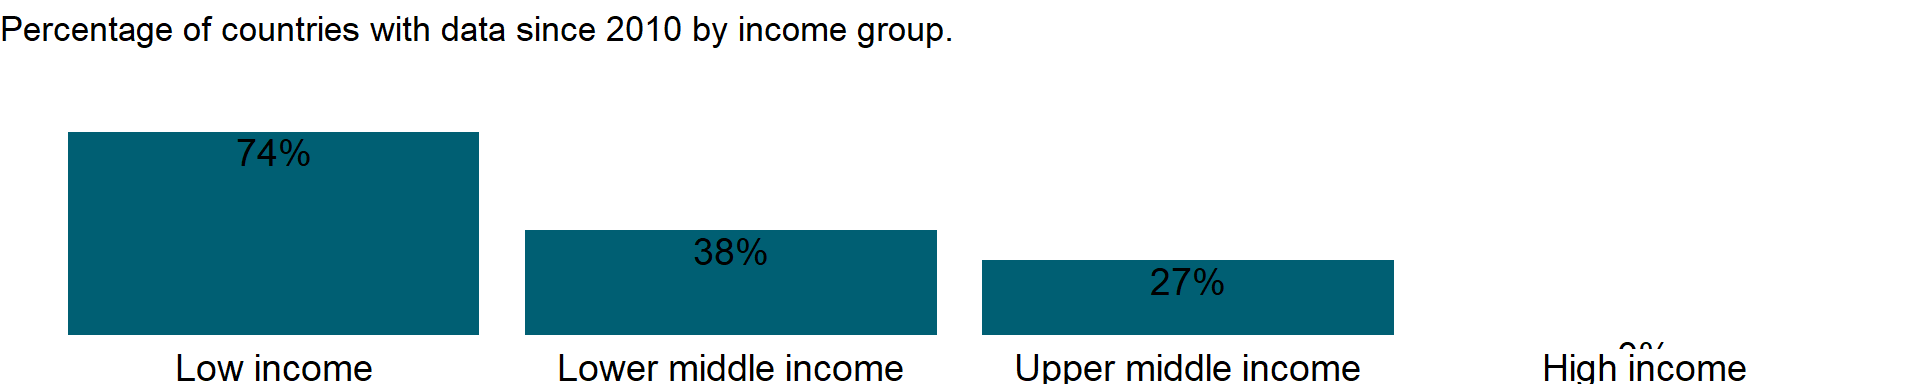 Percentage of countries with data since 2010 by income group.
74%
38%
27%
Low income
Lower middle income
Upper middle income
High income